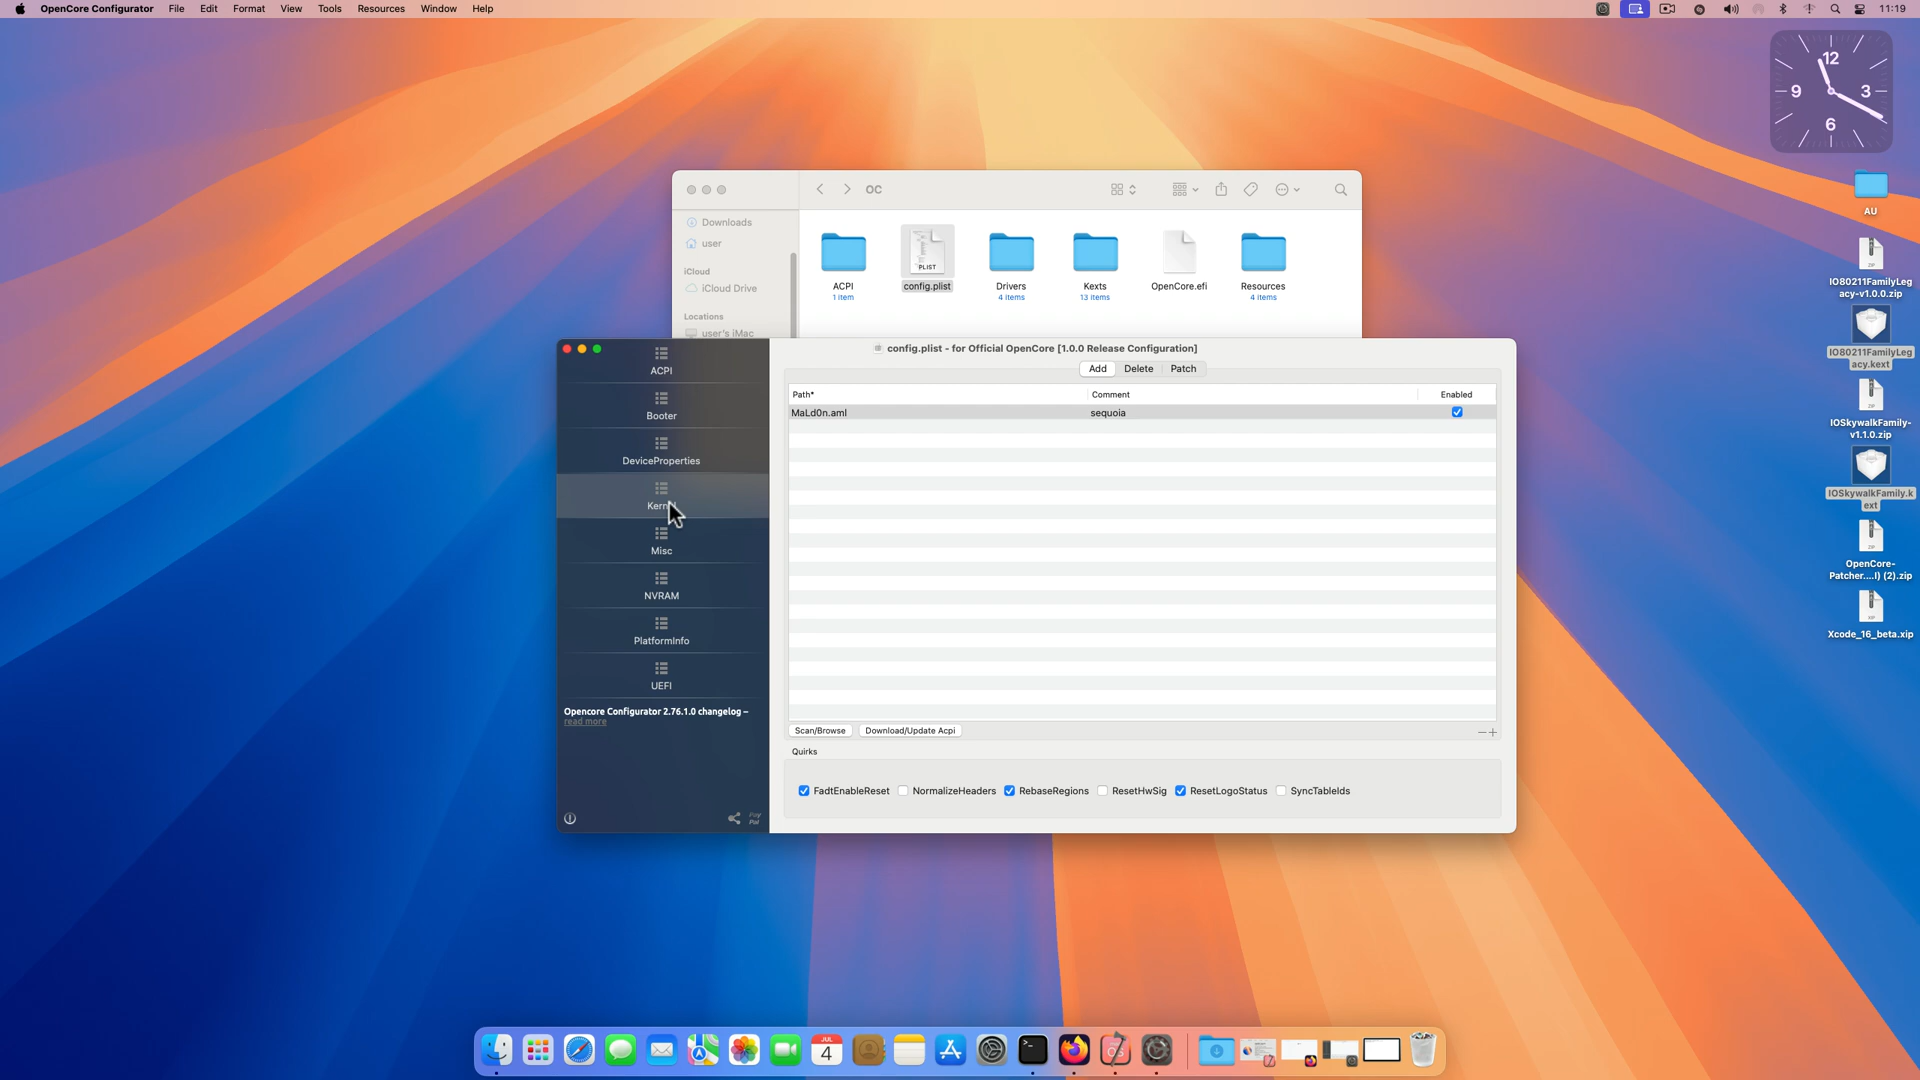 OpenCore Configurator File Edit Format View Tools Resources Window Help 11:19
12
9 3
6
AU
IO80211FamilyLeg
acy-v1.0.0.zip
IO80211FamilyLeg
acy.kext
IOSkywalkFamily-
v1.1.0.zip
IOSkywalkFamily.k
ext
OpenCore-
Patcher....l) (2).zip
Xcode_16_beta.xip
OC
Downloads
user
iCloud
iCloud Drive
Locations
user's iMac
PLIST
ACPI
1 item
config.plist
Drivers
4 items
Kexts
13 items
OpenCore.efi
Resources
4 items
config.plist - for Official OpenCore [1.0.0 Release Configuration]
ACPI
Booter
DeviceProperties
Kern
Misc
NVRAM
PlatformInfo
UEFI
Opencore Configurator 2.76.1.0 changelog –
read more
Pay
Pal
Add Delete Patch
Path* Comment Enabled
MaLd0n.aml sequoia
Scan/Browse Download/Update Acpi
Quirks
FadtEnableReset NormalizeHeaders RebaseRegions ResetHwSig ResetLogoStatus SyncTableIds
JUL
4